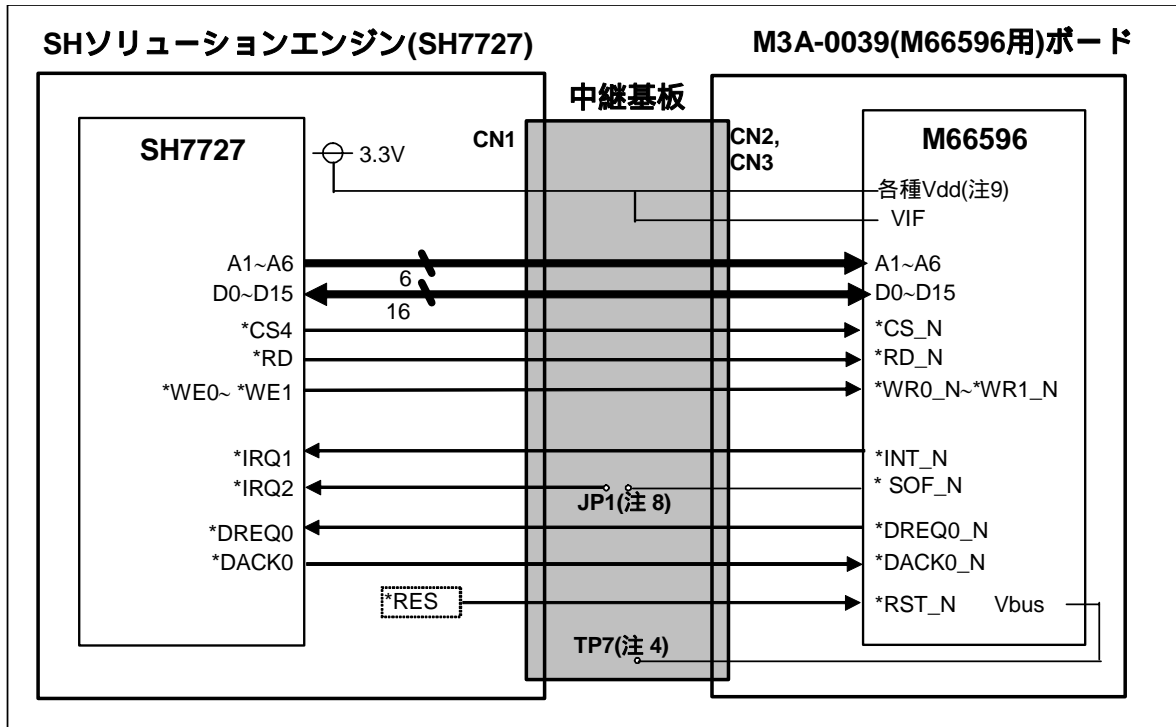 SHソリューションエンジン(SH7727)
M3A-0039(M66596用)ボード
中継基板
SH7727
CN1
CN2,
CN3
M66596
3.3V
各種Vdd(注9)
VIF
A1~A6
6
A1~A6
D0~D15
16
D0~D15
*CS4
*CS_N
*RD
*RD_N
*WE0~ *WE1
*WR0_N~*WR1_N
*IRQ1
*INT_N
*IRQ2
JP1(注 8)
* SOF_N
*DREQ0
*DREQ0_N
*DACK0
*DACK0_N
*RES
*RST_N
Vbus
TP7(注 4)